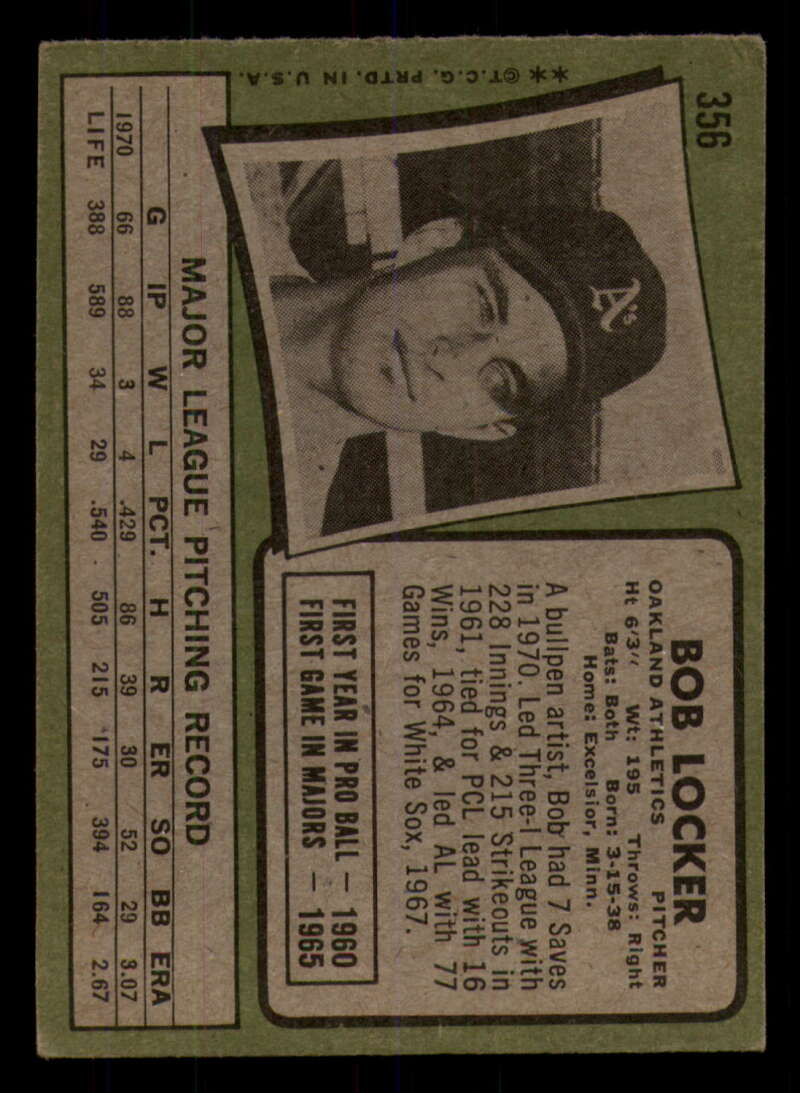 356
A's
BOB LOCKER
OAKLAND ATHLETICS PITCHER
Ht 6'3" Wt: 195 Throws: Right
Bats: Both Born: 3-15-38
Home: Excelsior, Minn.
A bullpen artist, Bob had 7 Saves
in 1970. Led Three-I League with
228 Innings & 215 Strikeouts in
1961, tied for PCL lead with 16
Wins, 1964, & led AL with 77
Games for White Sox, 1967.
FIRST YEAR IN PRO BALL — 1960
FIRST GAME IN MAJORS — 1965
MAJOR LEAGUE PITCHING RECORD
G IP W L PCT. H R ER SO BB ERA
1970 66 88 3 4 .429 86 39 30 52 29 3.07
LIFE 388 589 34 29 .540 505 215 175 394 164 2.67
**©T.C.G. PRTD. IN U.S.A.